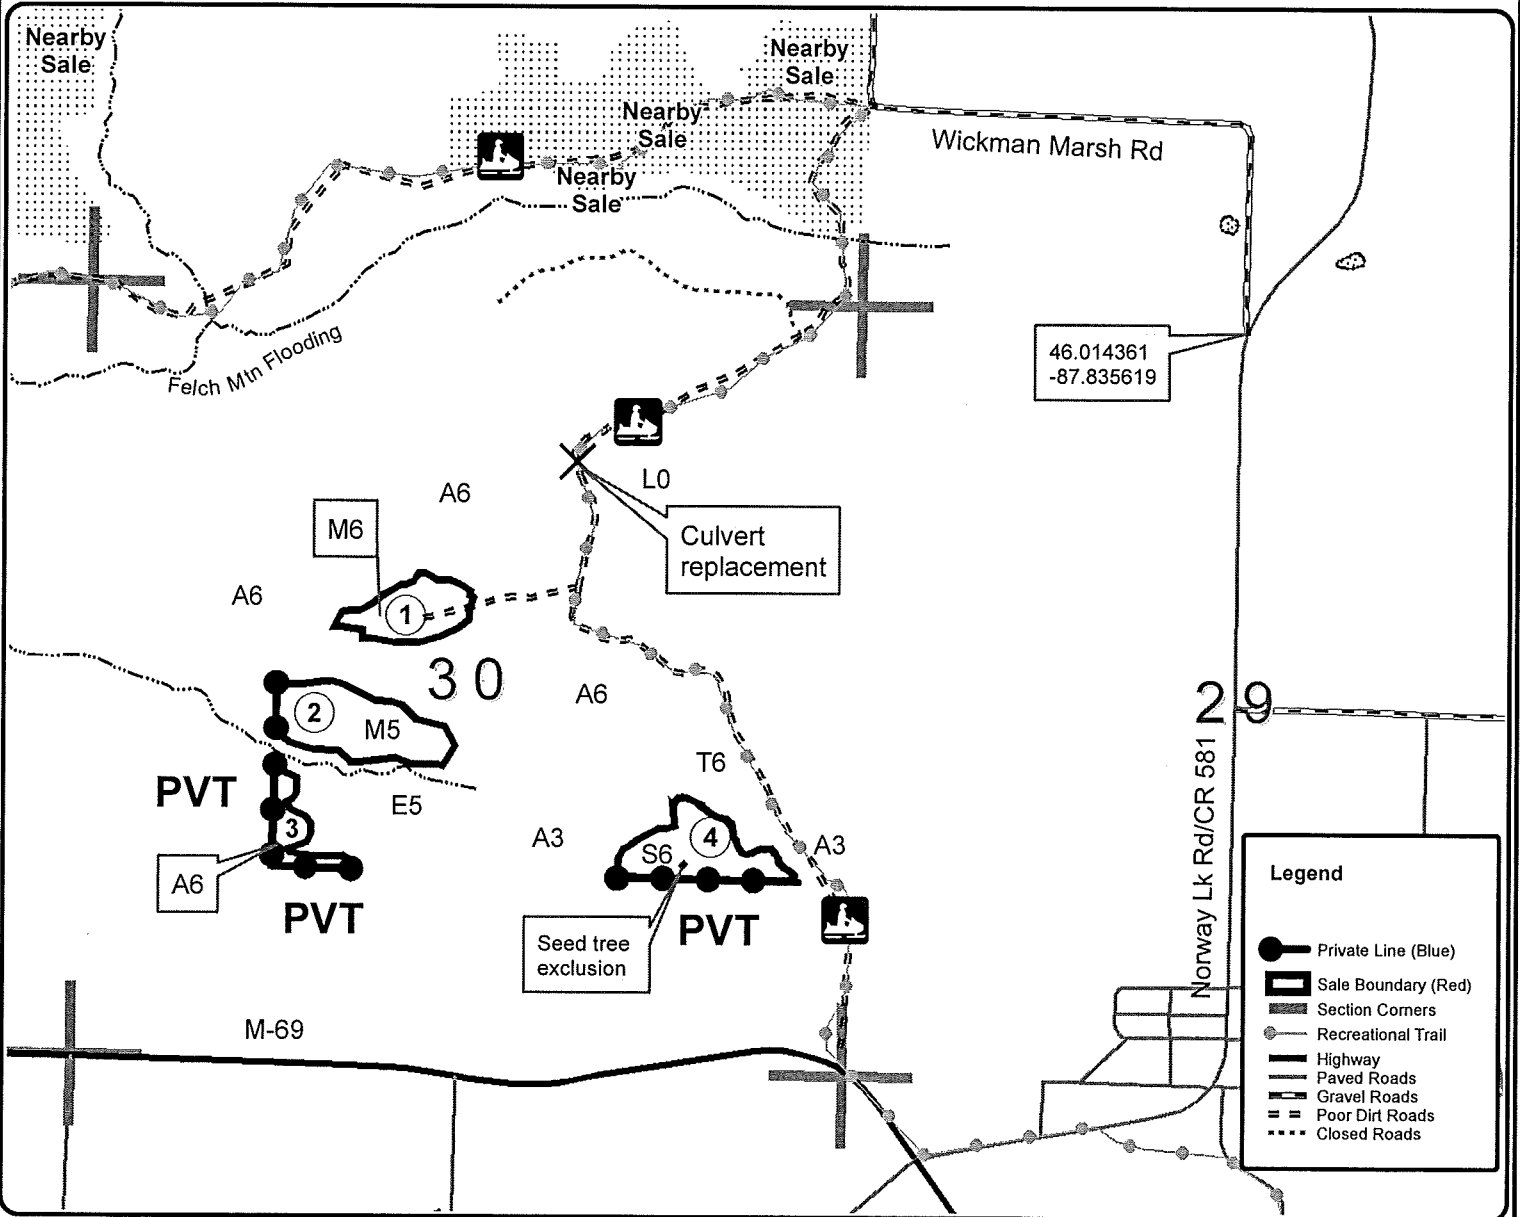 Nearby
Sale
Nearby
Sale
Nearby
Sale
Nearby
Sale
Wickman Marsh Rd
Felch Mtn Flooding
46.014361
-87.835619
A6
L0
M6
Culvert
replacement
A6
1
30
A6
2
M5
29
T6
PVT
E5
3
A3
4
A3
S6
A6
PVT
PVT
Seed tree
exclusion
Norway Lk Rd/CR 581
M-69
Legend
Private Line (Blue)
Sale Boundary (Red)
Section Corners
Recreational Trail
Highway
Paved Roads
Gravel Roads
Poor Dirt Roads
Closed Roads